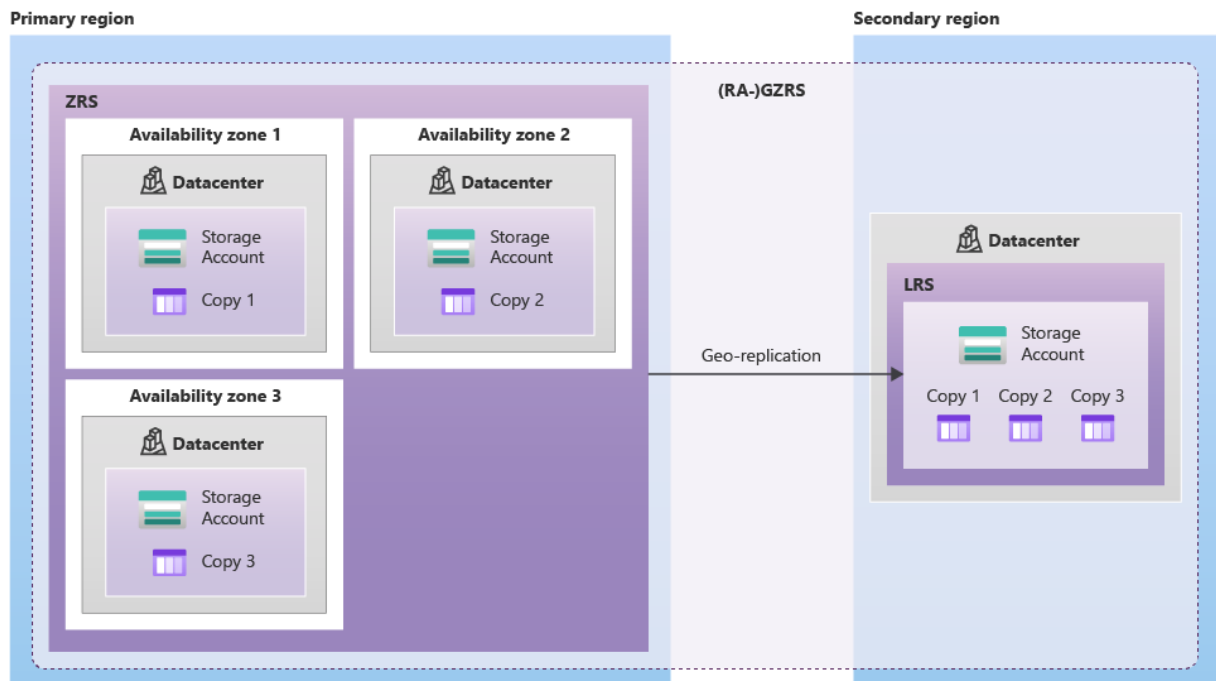 Primary region
Secondary region
(RA-)GZRS
ZRS
Availability zone 1
Datacenter
Storage
Account
Copy 1
Availability zone 2
Datacenter
Storage
Account
Copy 2
Availability zone 3
Datacenter
Storage
Account
Copy 3
Geo-replication
Datacenter
LRS
Storage
Account
Copy 1 Copy 2 Copy 3